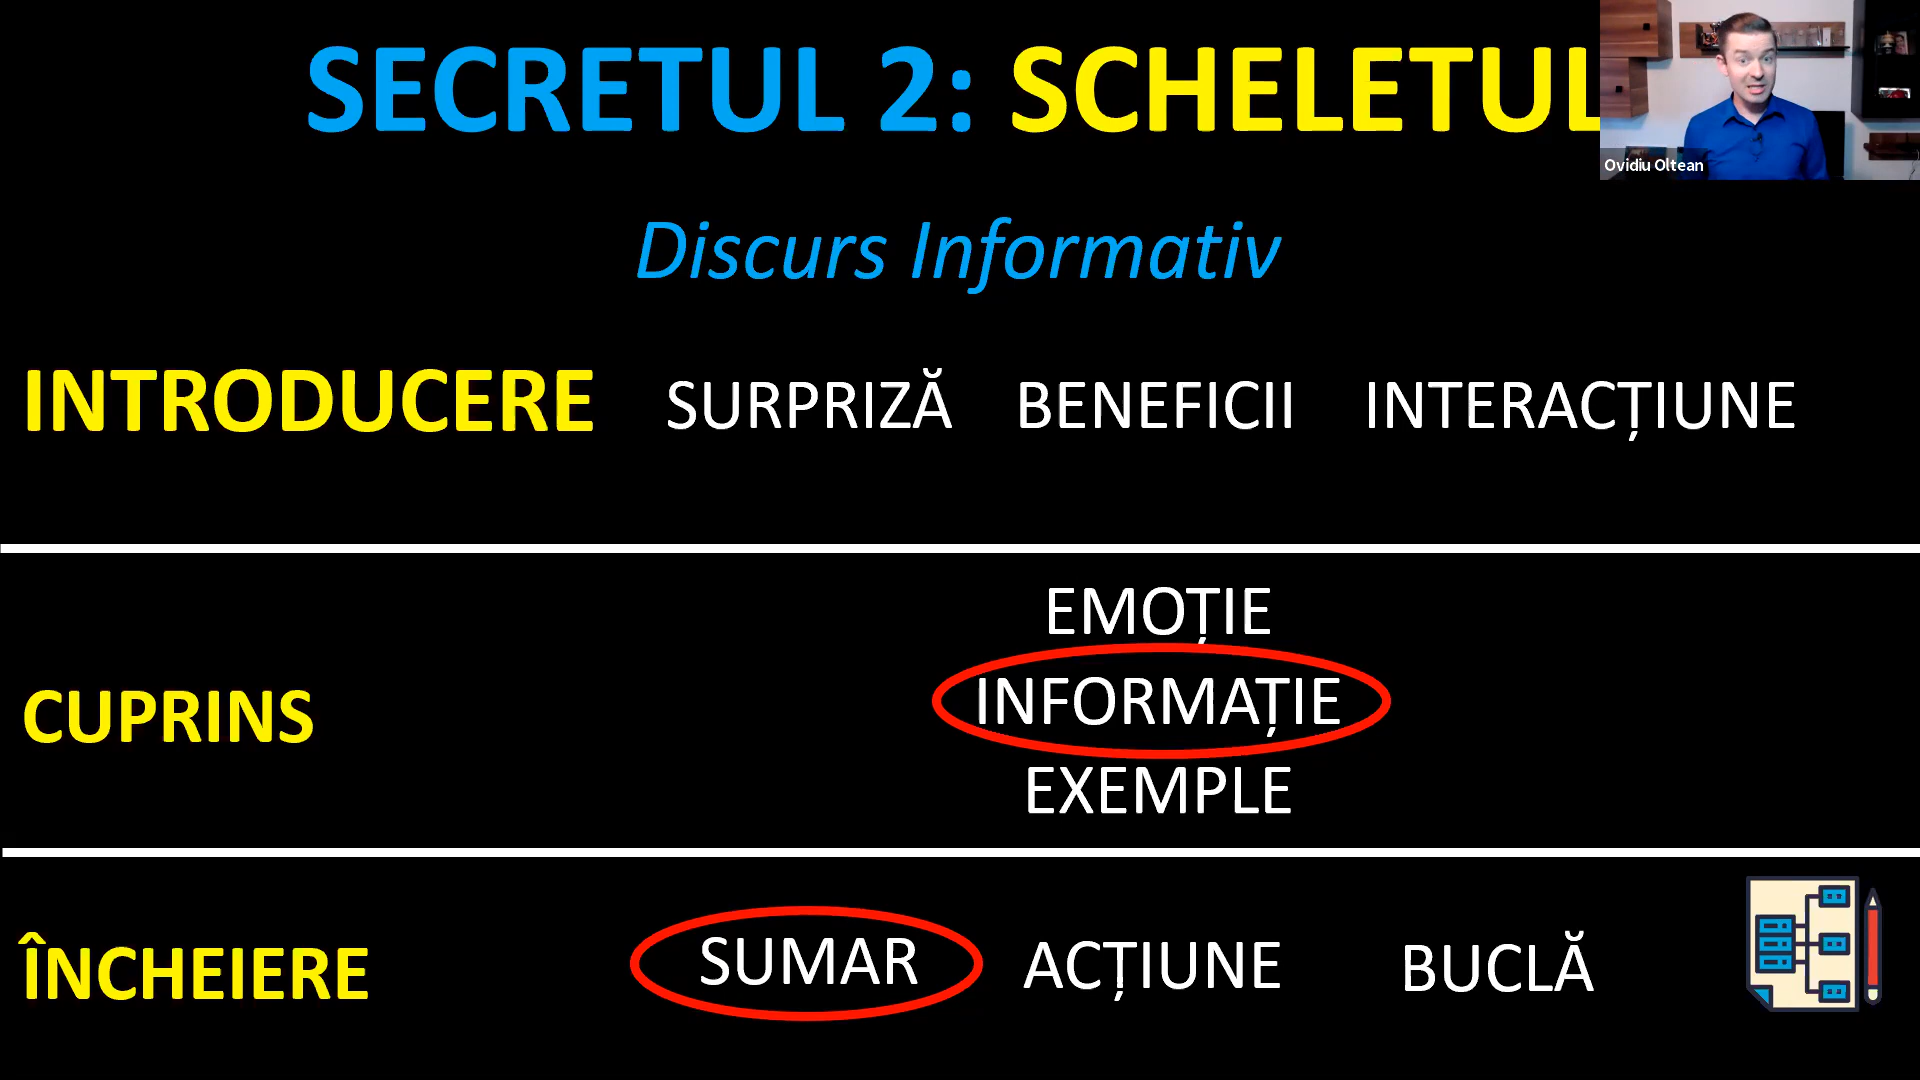 SECRETUL 2: SCHELETUL
Ovidiu Oltean
Discurs Informativ
INTRODUCERE SURPRIZĂ BENEFICII INTERACȚIUNE
EMOȚIE
CUPRINS INFORMAȚIE
EXEMPLE
ÎNCHEIERE SUMAR ACȚIUNE BUCLĂ